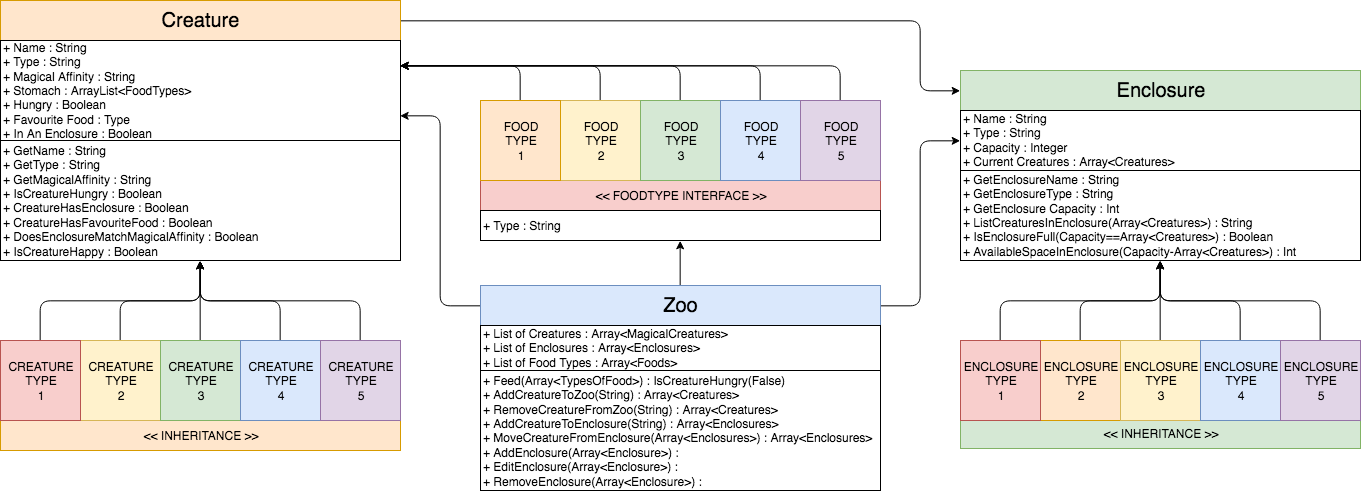 Creature
+ Name : String
+ Type : String
+ Magical Affinity : String
+ Stomach : ArrayList<FoodTypes>
+ Hungry : Boolean
+ Favourite Food : Type
+ In An Enclosure : Boolean
+ GetName : String
+ GetType : String
+ GetMagicalAffinity : String
+ IsCreatureHungry : Boolean
+ CreatureHasEnclosure : Boolean
+ CreatureHasFavouriteFood : Boolean
+ DoesEnclosureMatchMagicalAffinity : Boolean
+ IsCreatureHappy : Boolean
CREATURE
TYPE
1
CREATURE
TYPE
2
CREATURE
TYPE
3
CREATURE
TYPE
4
CREATURE
TYPE
5
<< INHERITANCE >>
FOOD
TYPE
1
FOOD
TYPE
2
FOOD
TYPE
3
FOOD
TYPE
4
FOOD
TYPE
5
<< FOODTYPE INTERFACE >>
+ Type : String
Zoo
+ List of Creatures : Array<MagicalCreatures>
+ List of Enclosures : Array<Enclosures>
+ List of Food Types : Array<Foods>
+ Feed(Array<TypesOfFood>) : IsCreatureHungry(False)
+ AddCreatureToZoo(String) : Array<Creatures>
+ RemoveCreatureFromZoo(String) : Array<Creatures>
+ AddCreatureToEnclosure(String) : Array<Enclosures>
+ MoveCreatureFromEnclosure(Array<Enclosures>) : Array<Enclosures>
+ AddEnclosure(Array<Enclosure>) :
+ EditEnclosure(Array<Enclosure>) :
+ RemoveEnclosure(Array<Enclosure>) :
Enclosure
+ Name : String
+ Type : String
+ Capacity : Integer
+ Current Creatures : Array<Creatures>
+ GetEnclosureName : String
+ GetEnclosureType : String
+ GetEnclosure Capacity : Int
+ ListCreaturesInEnclosure(Array<Creatures>) : String
+ IsEnclosureFull(Capacity==Array<Creatures>) : Boolean
+ AvailableSpaceInEnclosure(Capacity-Array<Creatures>) : Int
ENCLOSURE
TYPE
1
ENCLOSURE
TYPE
2
ENCLOSURE
TYPE
3
ENCLOSURE
TYPE
4
ENCLOSURE
TYPE
5
<< INHERITANCE >>